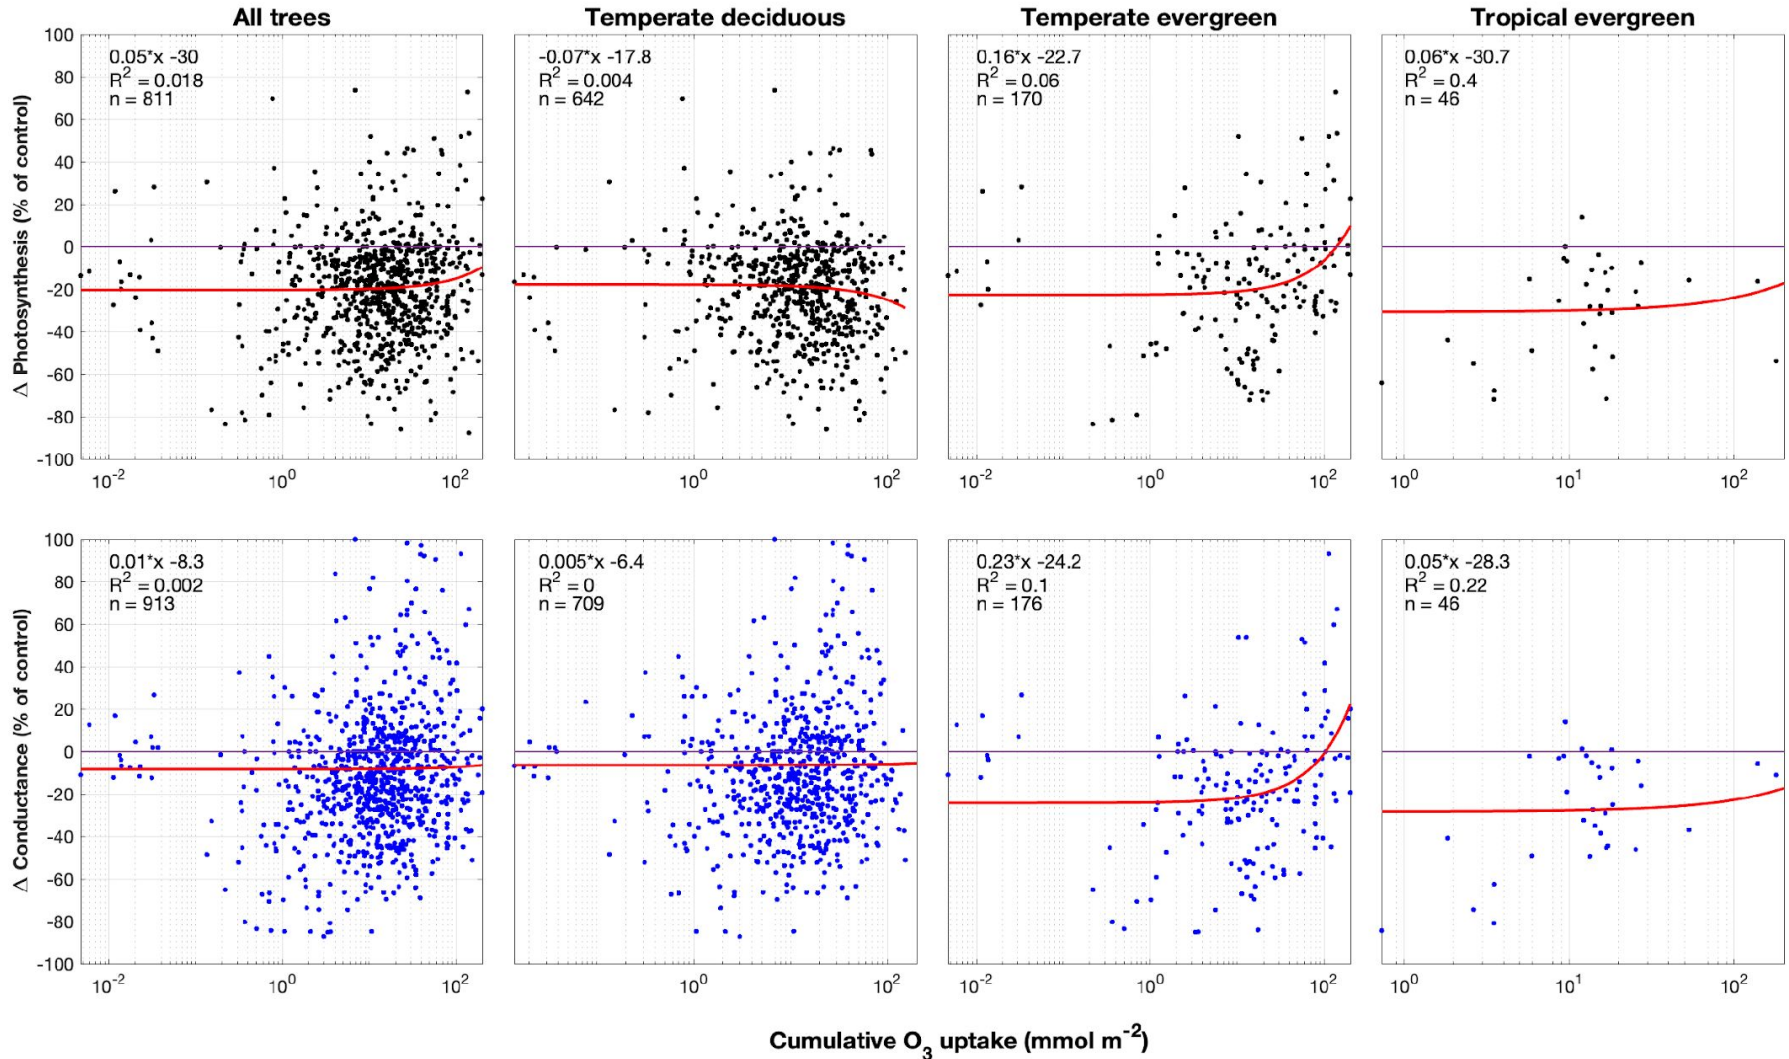 All trees
Temperate deciduous
Temperate evergreen
Tropical evergreen
Δ Photosynthesis (% of control)
100
80
60
40
20
0
-20
-40
-60
-80
-100
0.05*x -30
R² = 0.018
n = 811
10⁻²
10⁰
10²
-0.07*x -17.8
R² = 0.004
n = 642
10⁰
10²
0.16*x -22.7
R² = 0.06
n = 170
10⁻²
10⁰
10²
0.06*x -30.7
R² = 0.4
n = 46
10⁰
10¹
10²
Δ Conductance (% of control)
100
80
60
40
20
0
-20
-40
-60
-80
-100
0.01*x -8.3
R² = 0.002
n = 913
10⁻²
10⁰
10²
0.005*x -6.4
R² = 0
n = 709
10⁰
10²
0.23*x -24.2
R² = 0.1
n = 176
10⁻²
10⁰
10²
0.05*x -28.3
R² = 0.22
n = 46
10⁰
10¹
10²
Cumulative O₃ uptake (mmol m⁻²)